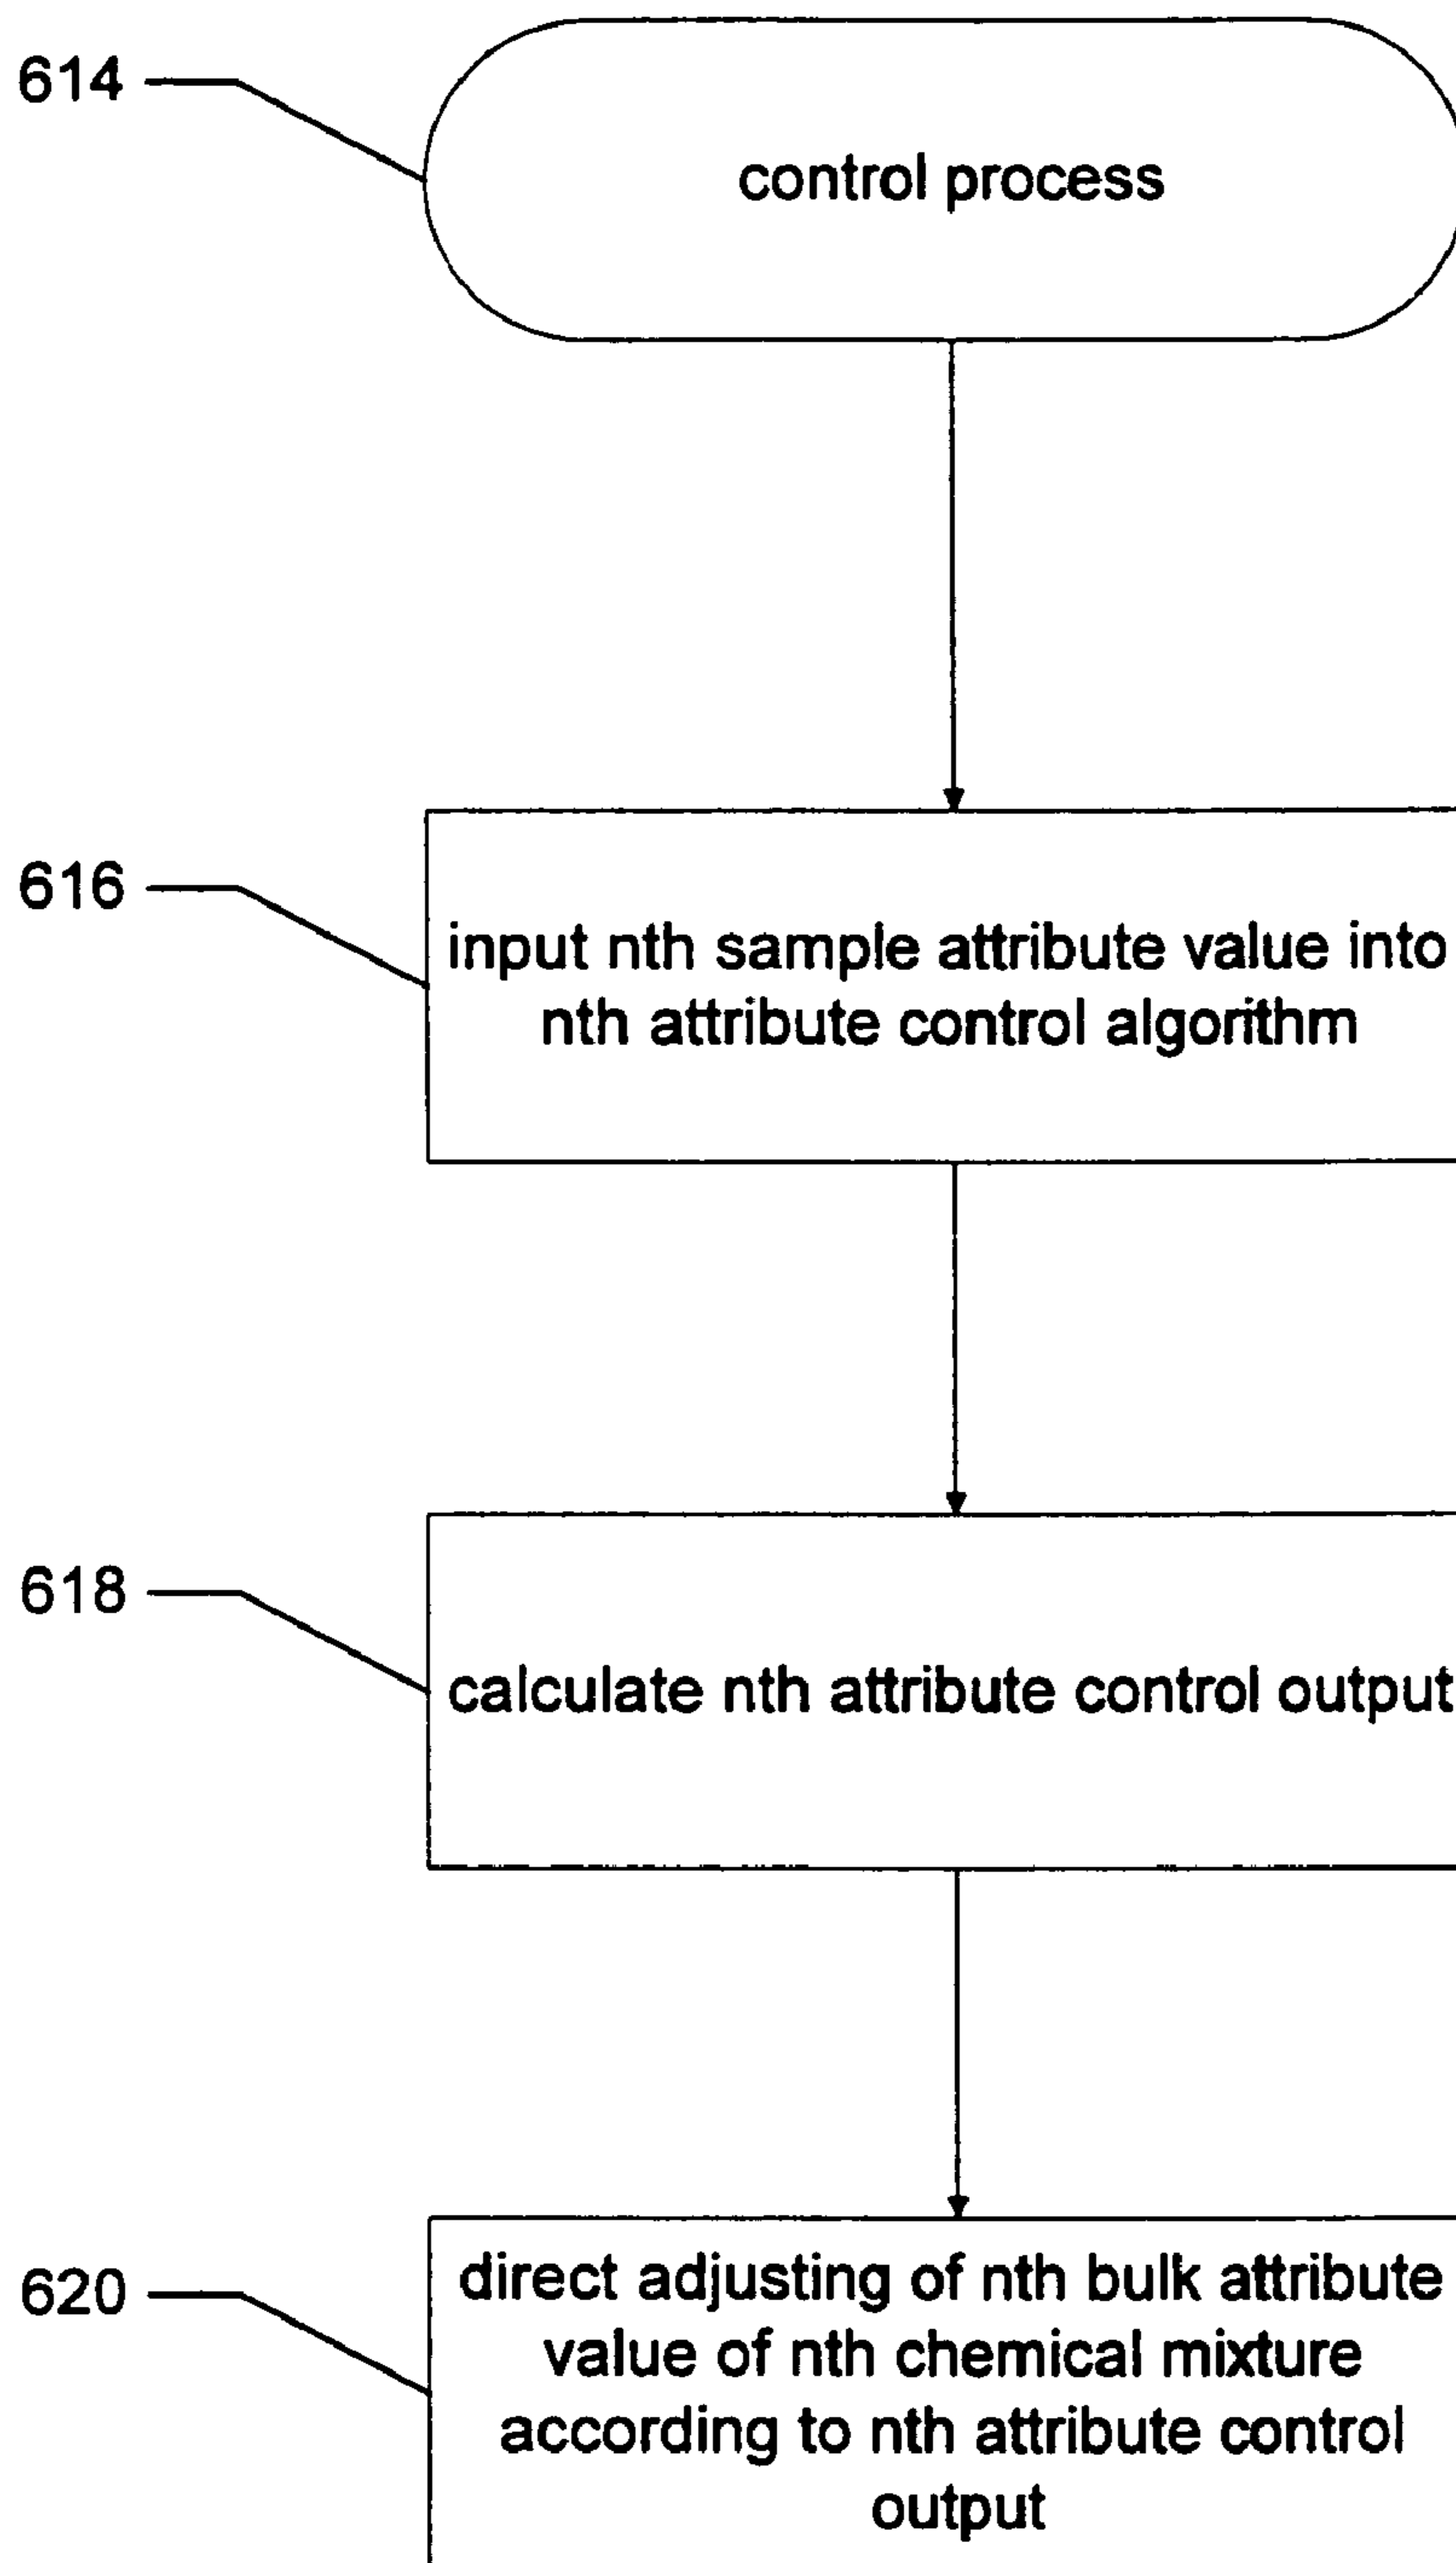 614
control process
616
input nth sample attribute value into
nth attribute control algorithm
618
calculate nth attribute control output
620
direct adjusting of nth bulk attribute
value of nth chemical mixture
according to nth attribute control
output